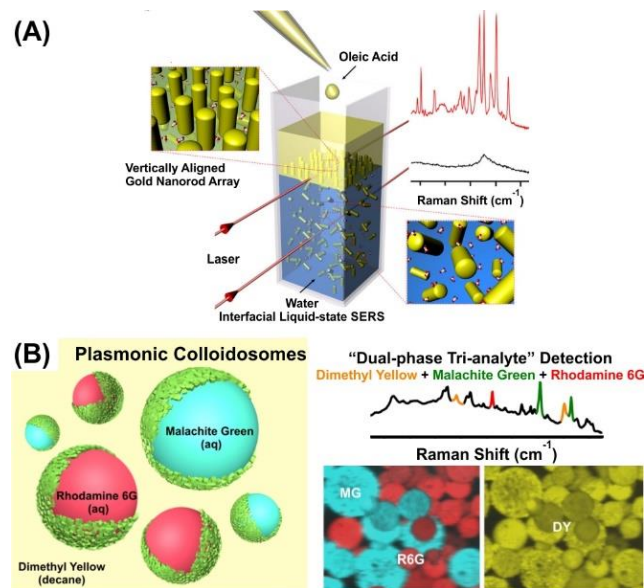 (A)
Oleic Acid
Vertically Aligned
Gold Nanorod Array
Raman Shift (cm-1)
Laser
Water
Interfacial Liquid-state SERS
(B)
Plasmonic Colloidosomes
Malachite Green
(aq)
Rhodamine 6G
(aq)
Dimethyl Yellow
(decane)
“Dual-phase Tri-analyte” Detection
Dimethyl Yellow + Malachite Green + Rhodamine 6G
Raman Shift (cm-1)
MG
R6G
DY